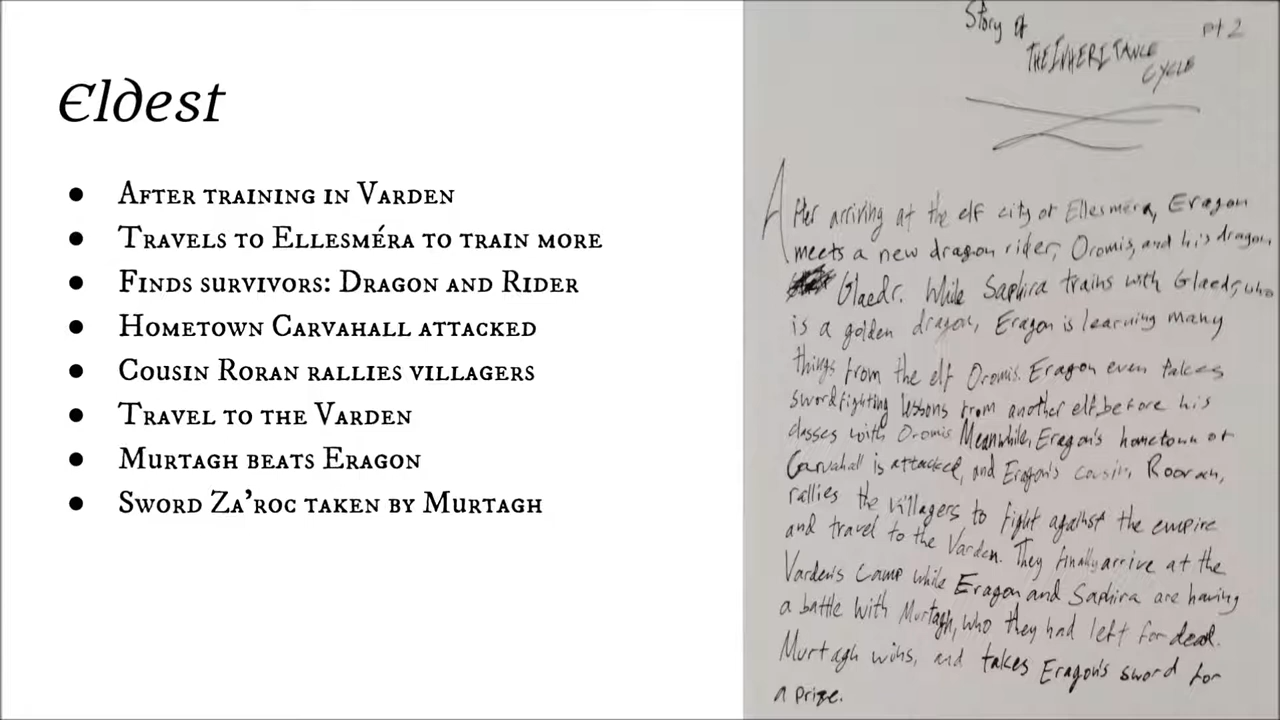 Eldest
● After training in Varden
● Travels to Ellesméra to train more
● Finds survivors: Dragon and Rider
● Hometown Carvahall attacked
● Cousin Roran rallies villagers
● Travel to the Varden
● Murtagh beats Eragon
● Sword Za'roc taken by Murtagh
Story of pt 2
THE INHERITANCE
CYCLE
After arriving at the elf city of Ellesméra, Eragon
meets a new dragon rider, Oromis, and his dragon,
Glaedr. While Saphira trains with Glaedr, who
is a golden dragon, Eragon is learning many
things from the elf Oromis. Eragon even takes
swordfighting lessons from another elf before his
classes with Oromis. Meanwhile, Eragon's hometown of
Carvahall is attacked, and Eragon's cousin, Rooran,
rallies the villagers to fight against the empire
and travel to the Varden. They finally arrive at the
Varden's camp while Eragon and Saphira are having
a battle with Murtagh, who they had left for dead.
Murtagh wins, and takes Eragon's sword for
a prize.